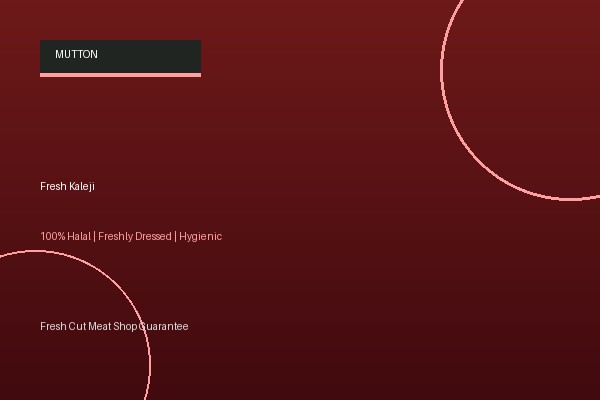 MUTTON
Fresh Kaleji
100% Halal | Freshly Dressed | Hygienic
Fresh Cut Meat Shop Guarantee